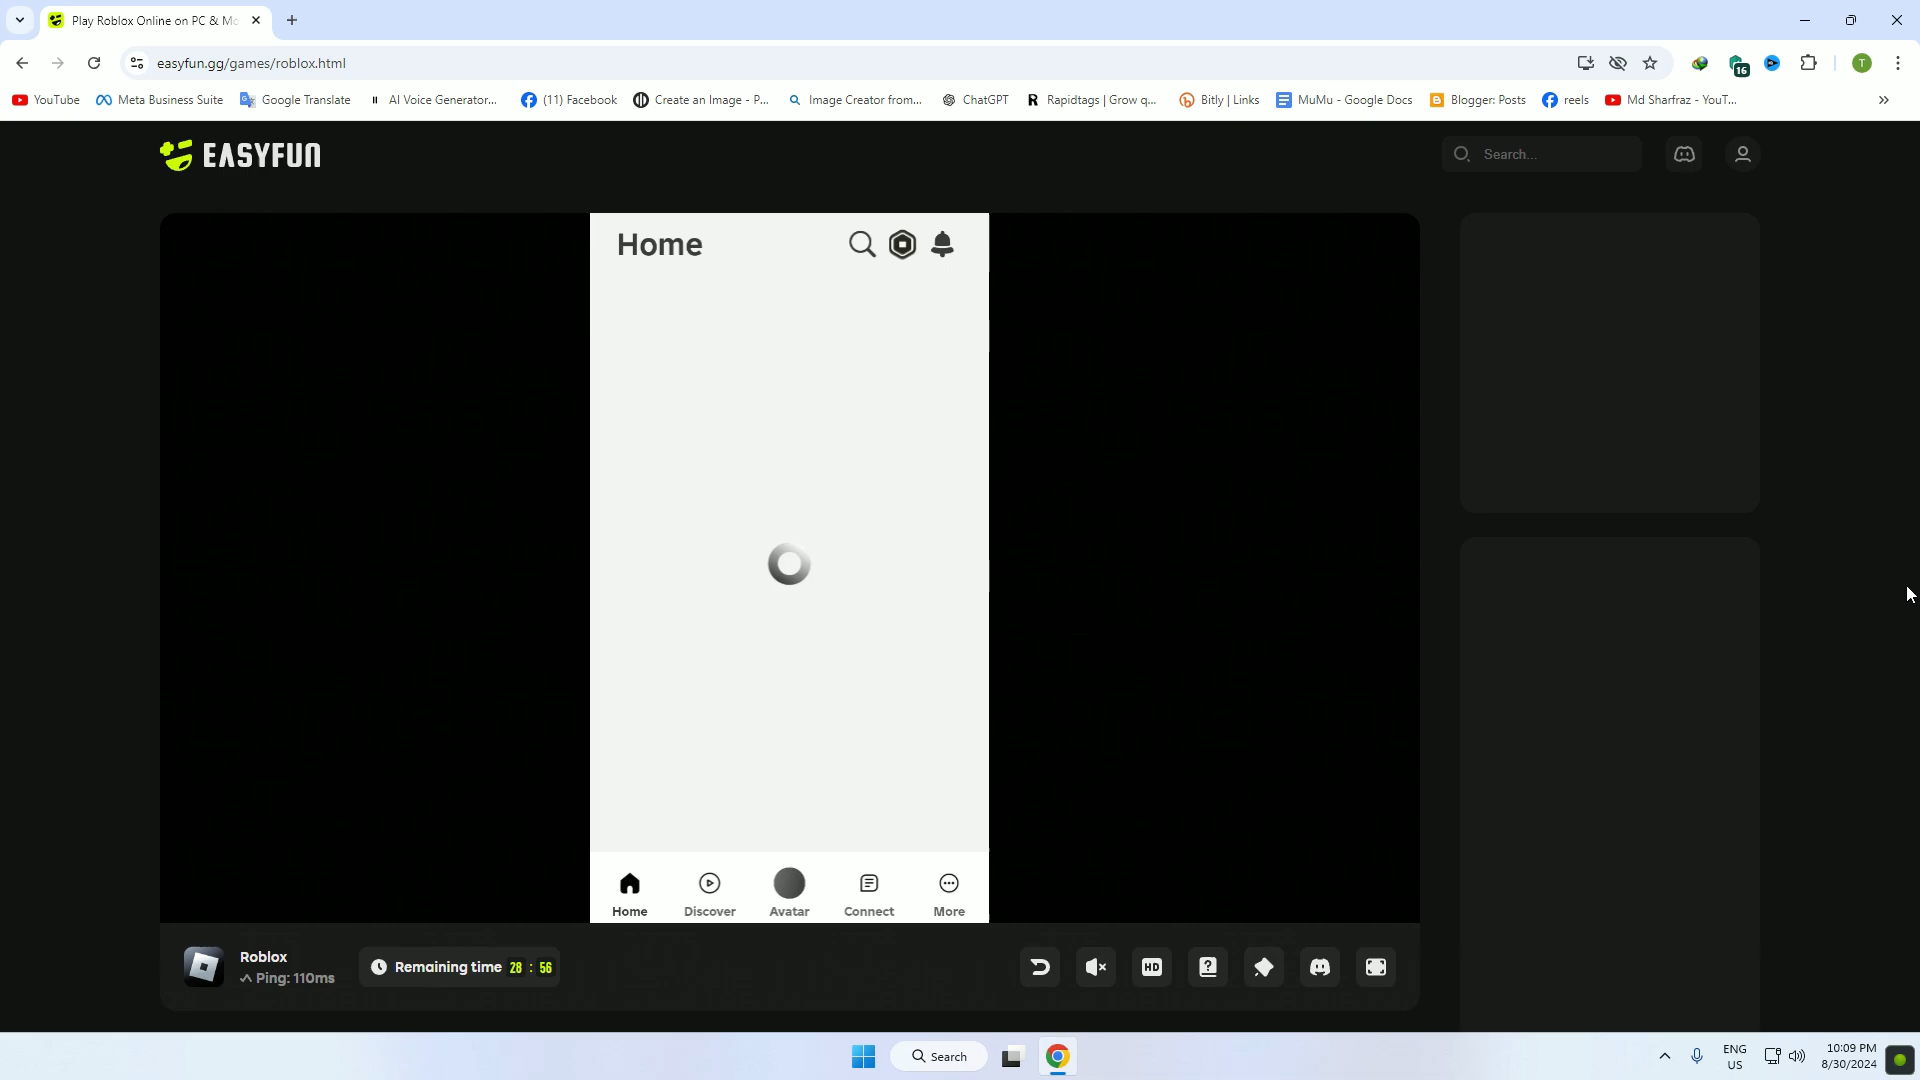 Play Roblox Online on PC & Mo
easyfun.gg/games/roblox.html
16
T
YouTube
Meta Business Suite
Google Translate
AI Voice Generator...
(11) Facebook
Create an Image - P...
Image Creator from...
ChatGPT
Rapidtags | Grow q...
Bitly | Links
MuMu - Google Docs
Blogger: Posts
reels
Md Sharfraz - YouT...
EASYFUN
Search...
Home
Home
Discover
Avatar
Connect
More
Roblox
Ping: 110ms
Remaining time 28 : 56
HD
Search
ENG
US
10:09 PM
8/30/2024